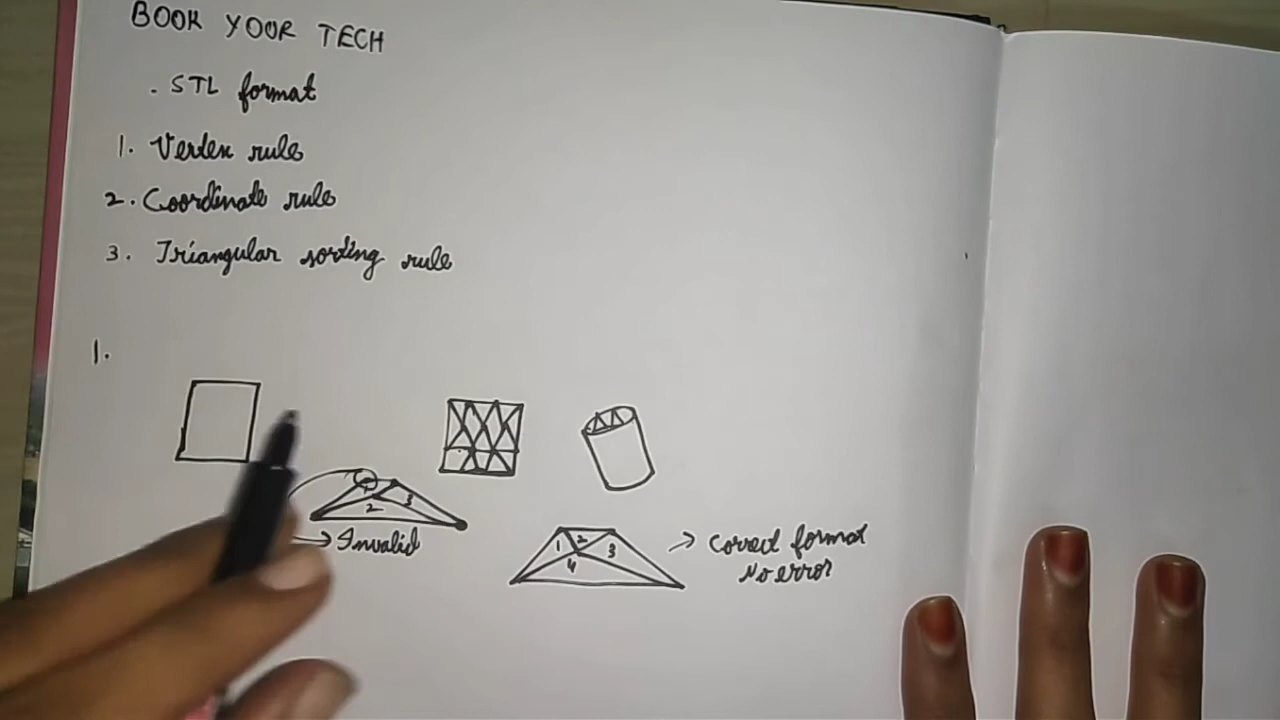 BOOK YOUR TECH
. STL format
1. Vertex rule
2. Coordinate rule
3. Triangular sorting rule
1.
1 2 3
→ Invalid
1 2 3 4
→ Correct format
No error